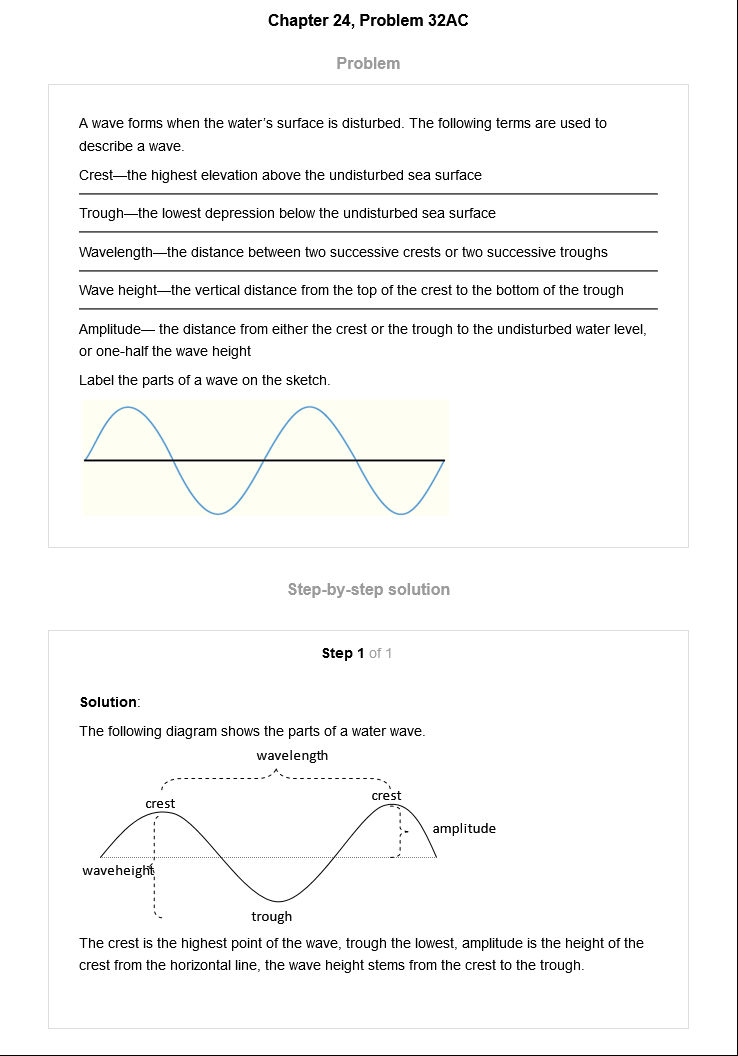 Chapter 24, Problem 32AC
Problem
A wave forms when the water’s surface is disturbed. The following terms are used to
describe a wave.
Crest—the highest elevation above the undisturbed sea surface
Trough—the lowest depression below the undisturbed sea surface
Wavelength—the distance between two successive crests or two successive troughs
Wave height—the vertical distance from the top of the crest to the bottom of the trough
Amplitude— the distance from either the crest or the trough to the undisturbed water level,
or one-half the wave height
Label the parts of a wave on the sketch.
Step-by-step solution
Step 1 of 1
Solution:
The following diagram shows the parts of a water wave.
wavelength
crest
crest
amplitude
waveheight
trough
The crest is the highest point of the wave, trough the lowest, amplitude is the height of the
crest from the horizontal line, the wave height stems from the crest to the trough.